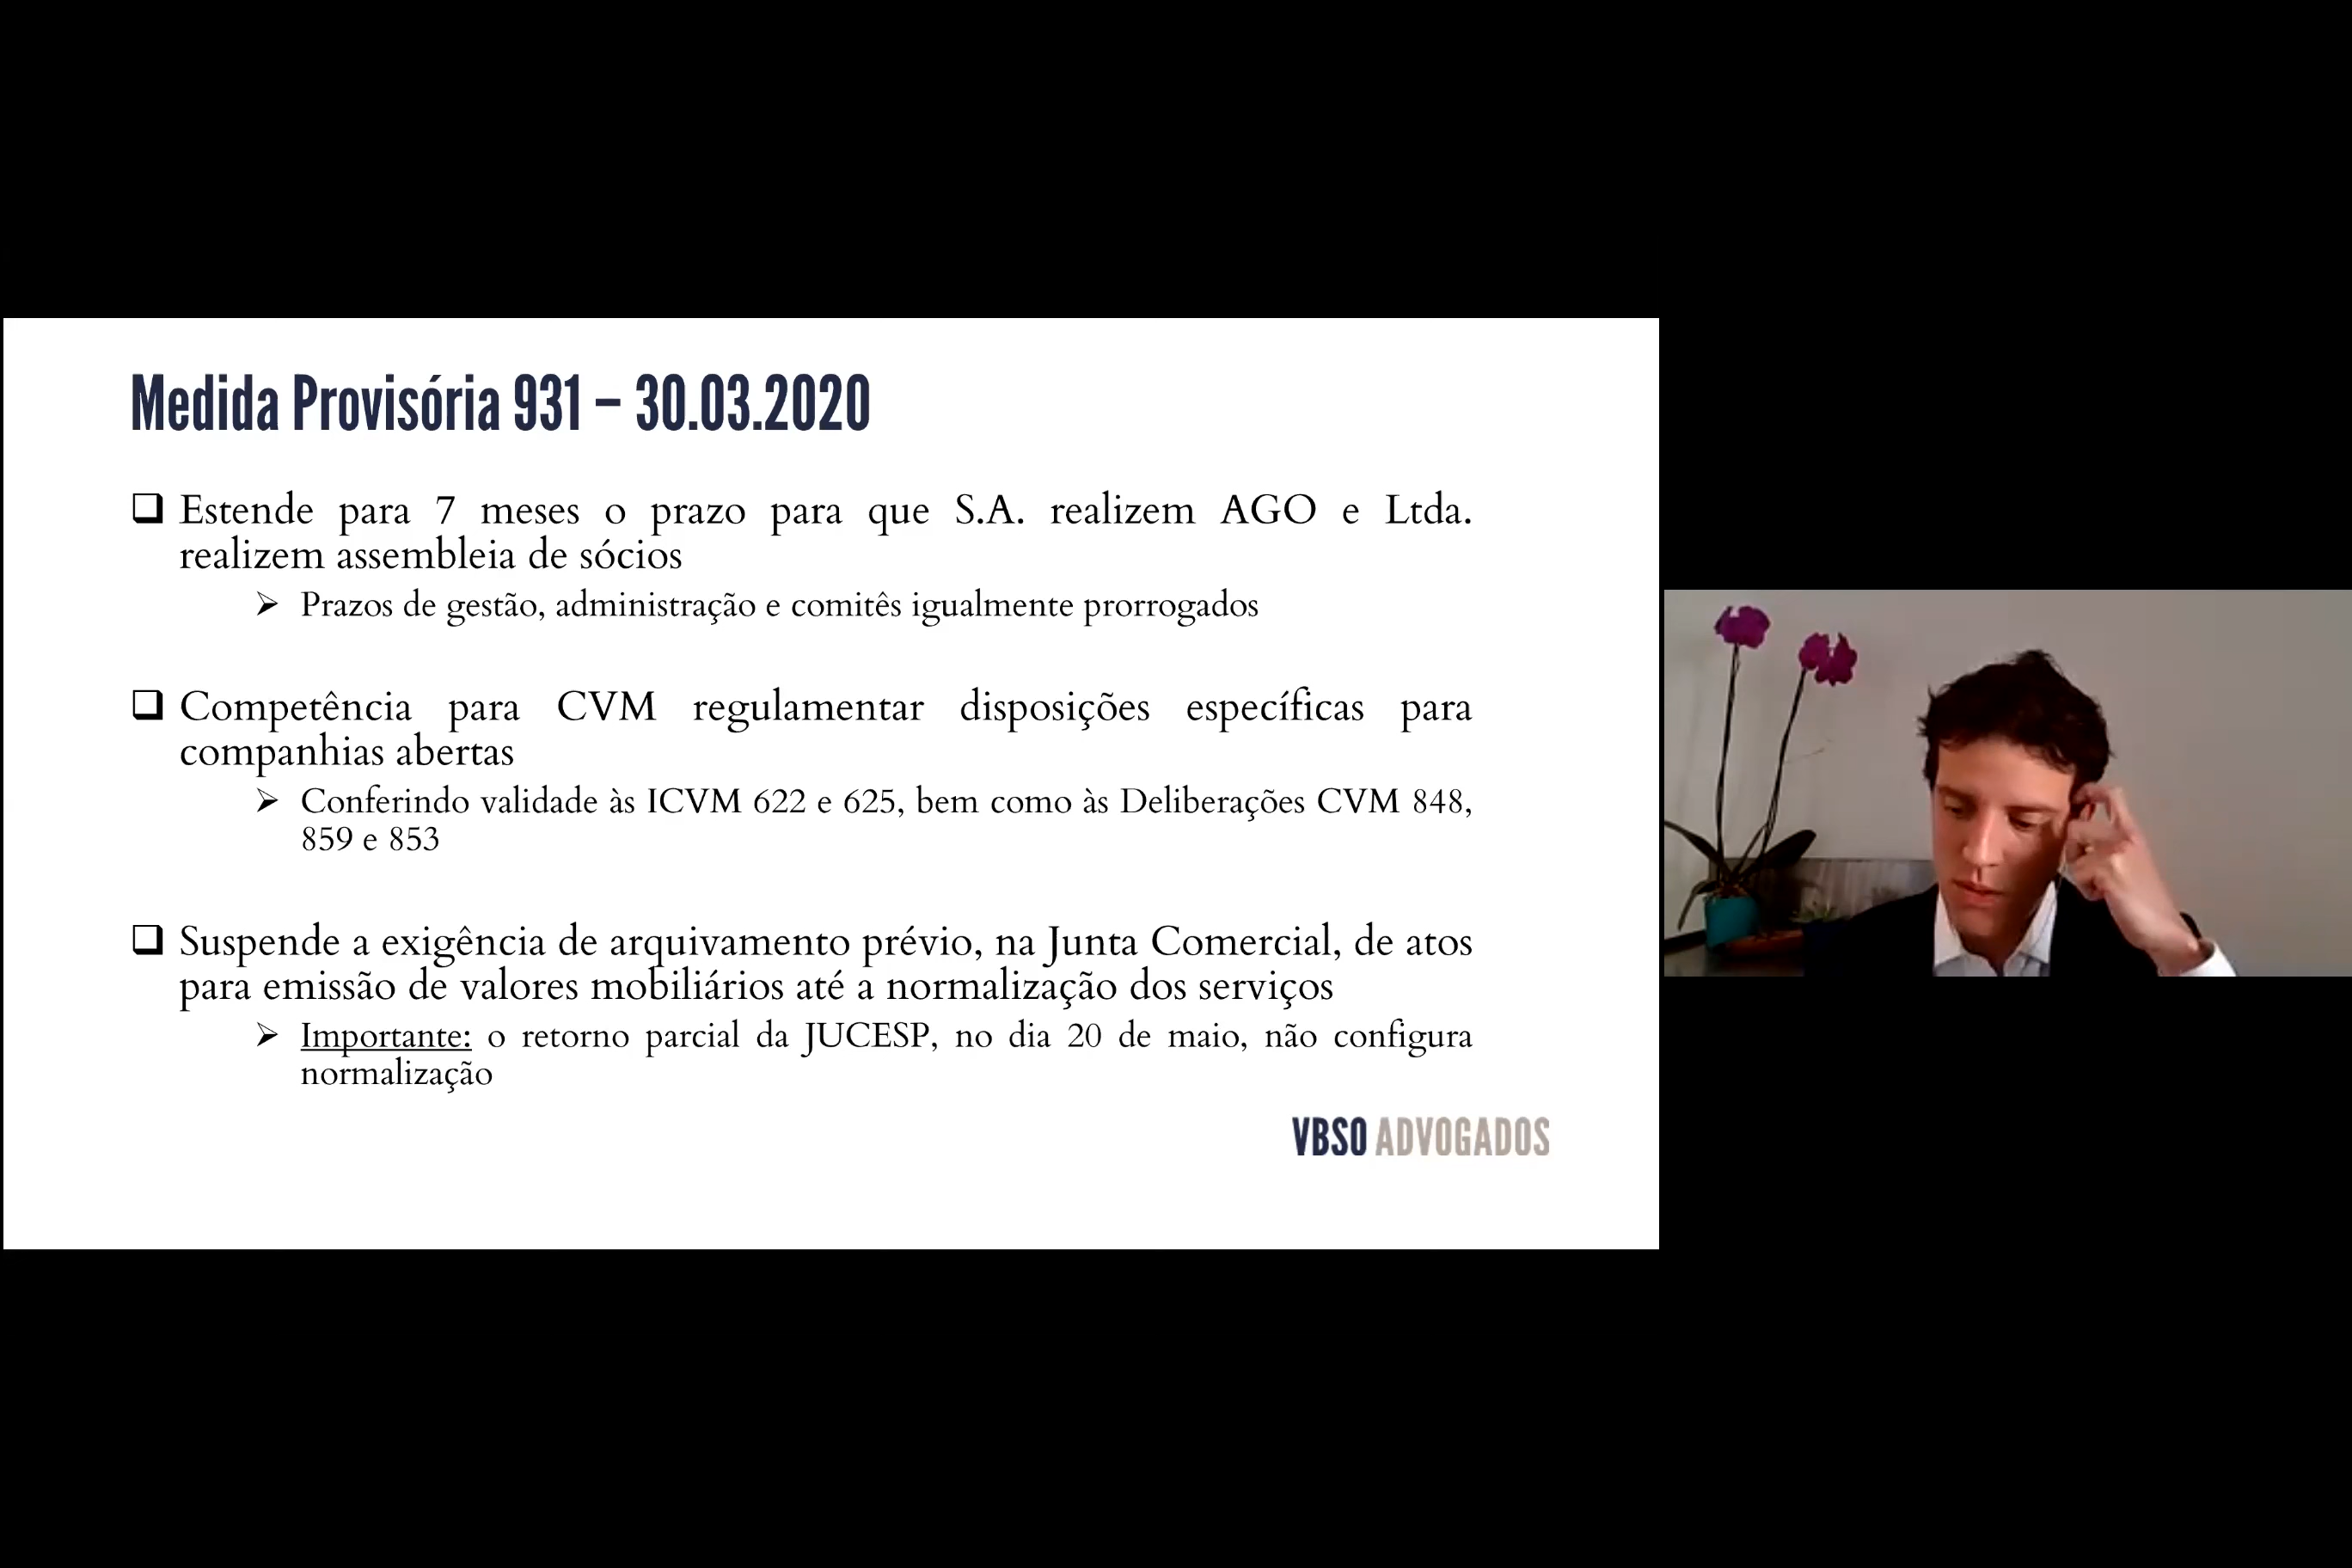 Medida Provisória 931 – 30.03.2020
Estende para 7 meses o prazo para que S.A. realizem AGO e Ltda.
realizem assembleia de sócios
Prazos de gestão, administração e comitês igualmente prorrogados
Competência para CVM regulamentar disposições específicas para
companhias abertas
Conferindo validade às ICVM 622 e 625, bem como às Deliberações CVM 848,
859 e 853
Suspende a exigência de arquivamento prévio, na Junta Comercial, de atos
para emissão de valores mobiliários até a normalização dos serviços
Importante: o retorno parcial da JUCESP, no dia 20 de maio, não configura
normalização
VBSO ADVOGADOS